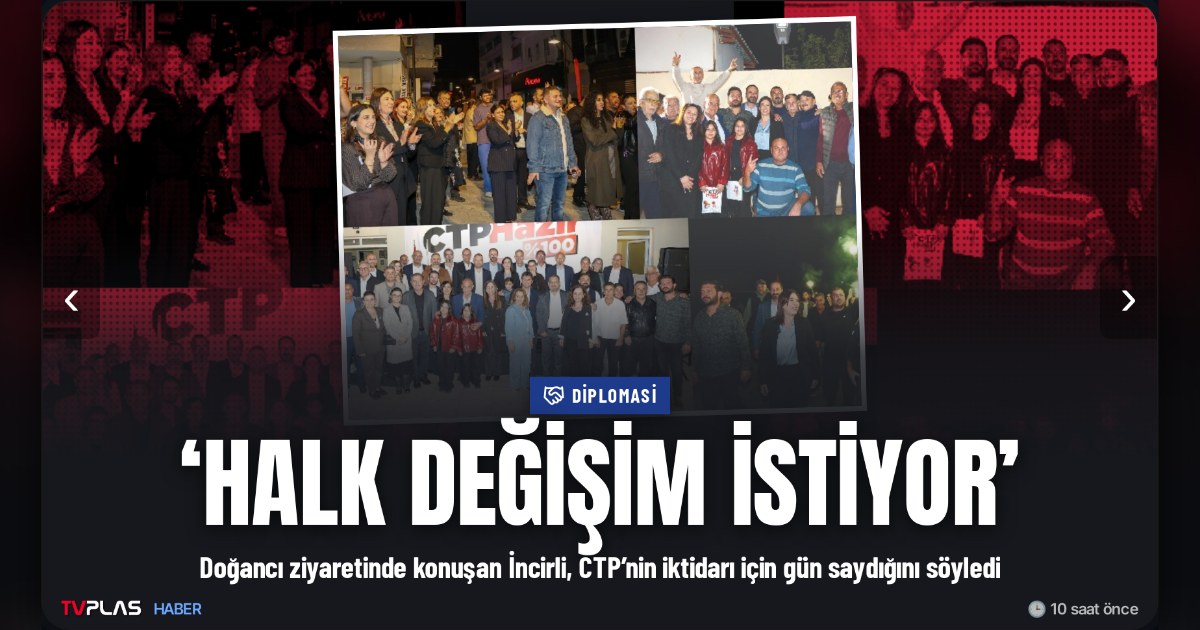 CTPHazır
%100
CTP
DİPLOMASİ
‘HALK DEĞİŞİM İSTİYOR’
Doğancı ziyaretinde konuşan İncirli, CTP’nin iktidarı için gün saydığını söyledi
TVPLAS HABER
10 saat önce